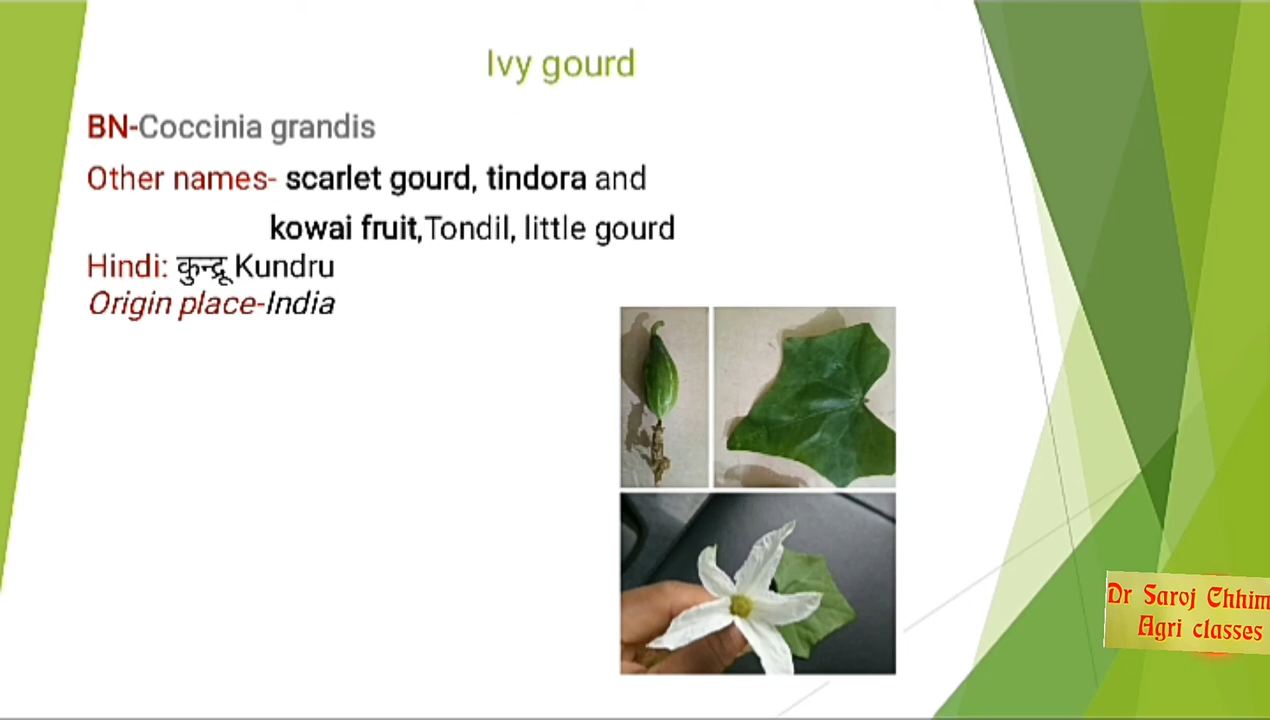 Ivy gourd
BN-Coccinia grandis
Other names- scarlet gourd, tindora and
kowai fruit,Tondil, little gourd
Hindi: कुन्द्रू Kundru
Origin place-India
Dr Saroj Chhim
Agri classes